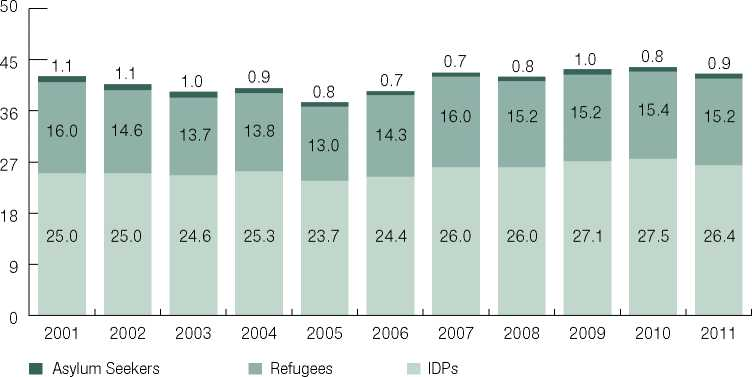 50
1.1 1.1 1.0 0.9 0.8 0.7 0.7 0.8 1.0 0.8 0.9
45
36
16.0 14.6 13.7 13.8 13.0 14.3 16.0 15.2 15.2 15.4 15.2
27
25.0 25.0 24.6 25.3 23.7 24.4 26.0 26.0 27.1 27.5 26.4
18
9
0
2001 2002 2003 2004 2005 2006 2007 2008 2009 2010 2011
Asylum Seekers Refugees IDPs